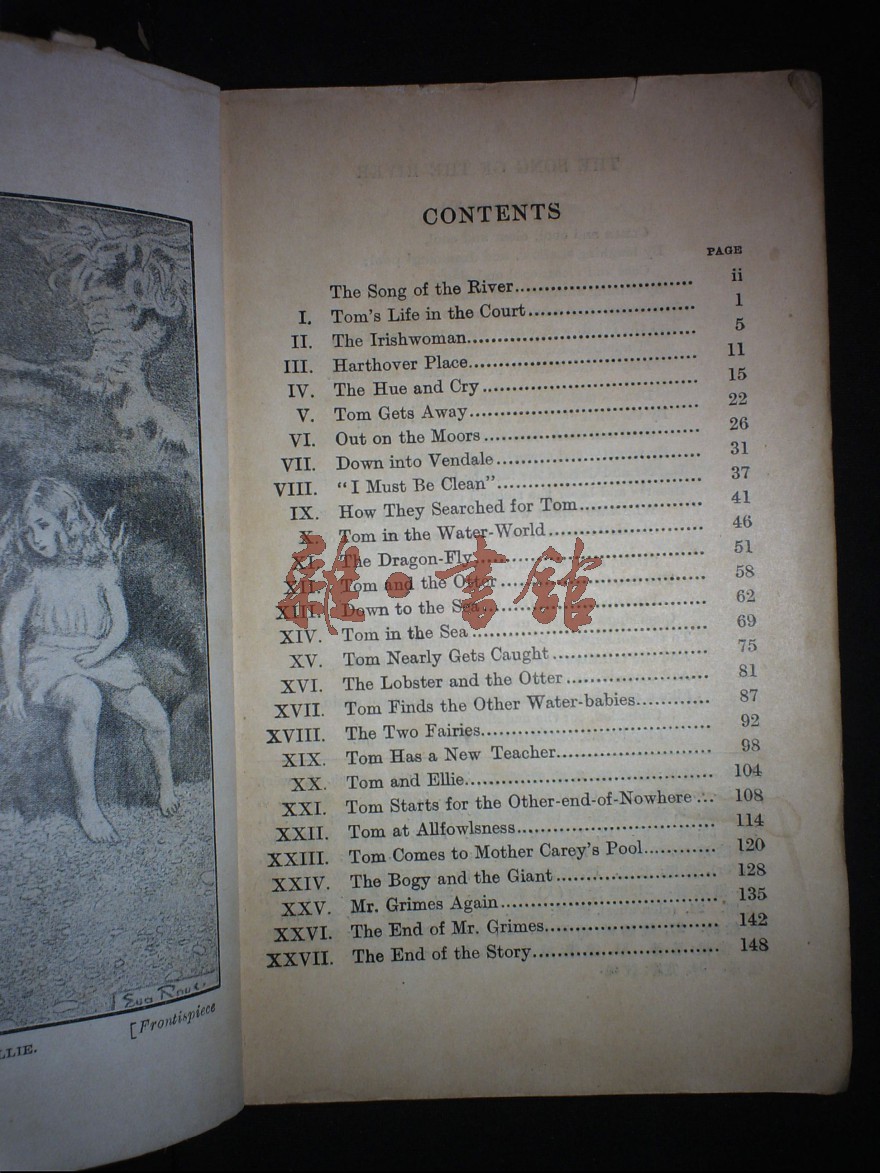 CONTENTS
PAGE
The Song of the River.............................. ii
I. Tom's Life in the Court............................ 1
II. The Irishwoman...................................... 5
III. Harthover Place...................................... 11
IV. The Hue and Cry.................................... 15
V. Tom Gets Away...................................... 22
VI. Out on the Moors.................................... 26
VII. Down into Vendale.................................. 31
VIII. "I Must Be Clean".................................. 37
IX. How They Searched for Tom..................... 41
X. Tom in the Water-World.......................... 46
XI. The Dragon-Fly...................................... 51
XII. Tom and the Otter.................................. 58
XIII. Down to the Sea..................................... 62
XIV. Tom in the Sea....................................... 69
XV. Tom Nearly Gets Caught.......................... 75
XVI. The Lobster and the Otter........................ 81
XVII. Tom Finds the Other Water-babies............ 87
XVIII. The Two Fairies...................................... 92
XIX. Tom Has a New Teacher.......................... 98
XX. Tom and Ellie......................................... 104
XXI. Tom Starts for the Other-end-of-Nowhere ... 108
XXII. Tom at Allfowlsness................................. 114
XXIII. Tom Comes to Mother Carey's Pool............ 120
XXIV. The Bogy and the Giant........................... 128
XXV. Mr. Grimes Again................................... 135
XXVI. The End of Mr. Grimes............................ 142
XXVII. The End of the Story............................... 148
[Frontispiece
LLIE.
雅·書館